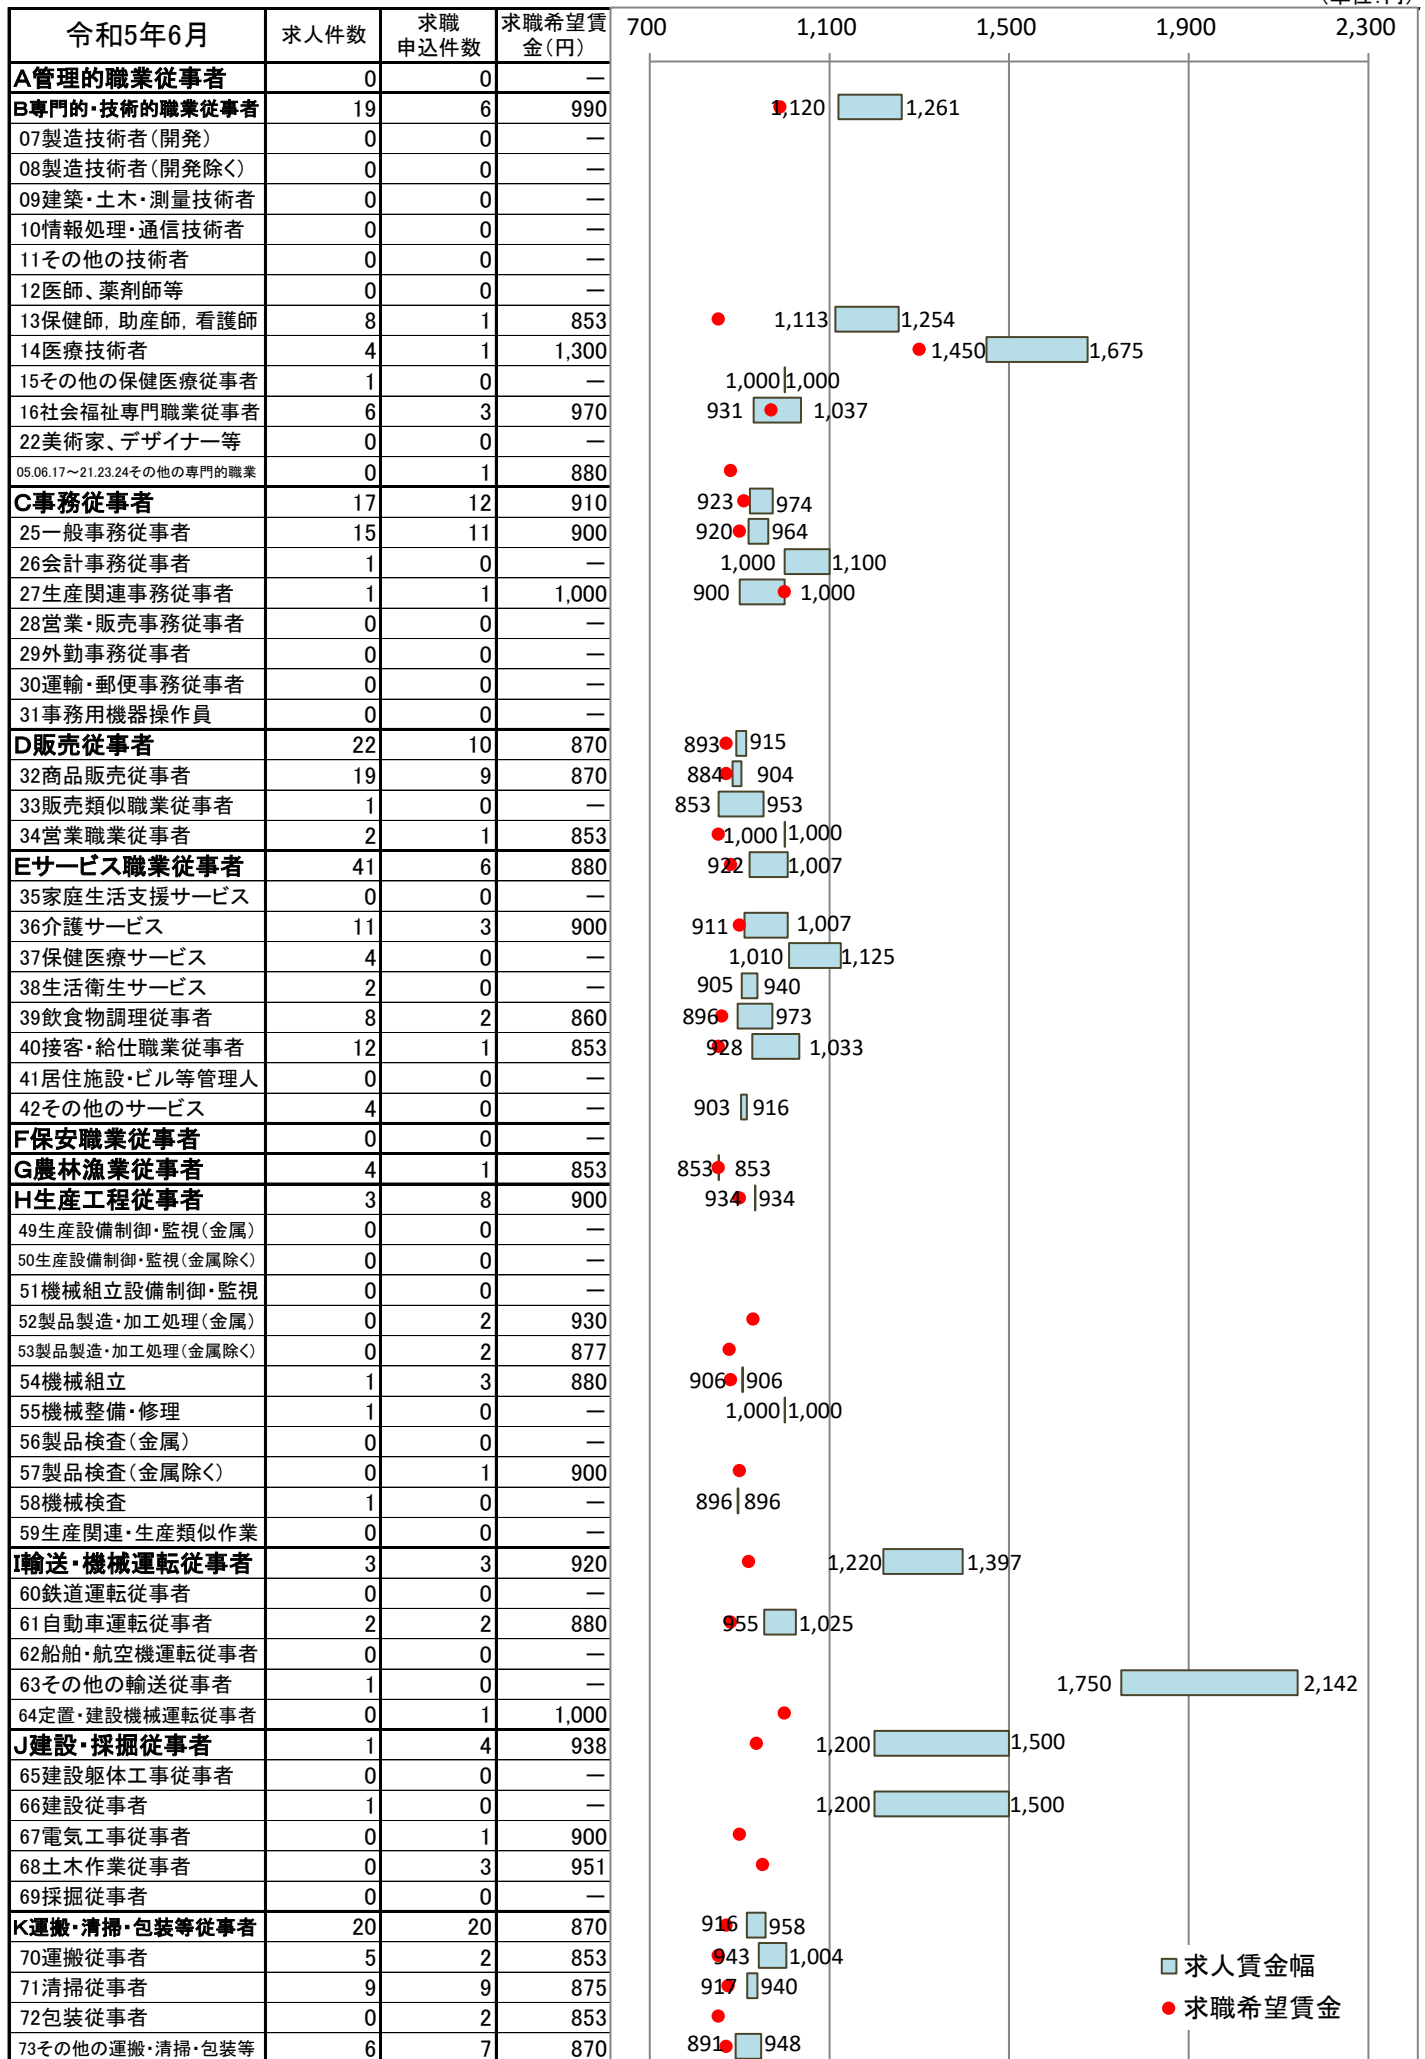 (単位:円)
令和5年6月 求人件数 求職申込件数 求職希望賃金(円) 700 1,100 1,500 1,900 2,300
A管理的職業従事者 0 0 —
B専門的・技術的職業従事者 19 6 990 1,120 1,261
07製造技術者(開発) 0 0 —
08製造技術者(開発除く) 0 0 —
09建築・土木・測量技術者 0 0 —
10情報処理・通信技術者 0 0 —
11その他の技術者 0 0 —
12医師、薬剤師等 0 0 —
13保健師, 助産師, 看護師 8 1 853 1,113 1,254
14医療技術者 4 1 1,300 1,450 1,675
15その他の保健医療従事者 1 0 — 1,000 1,000
16社会福祉専門職業従事者 6 3 970 931 1,037
22美術家、デザイナー等 0 0 —
05.06.17〜21.23.24その他の専門的職業 0 1 880
C事務従事者 17 12 910 923 974
25一般事務従事者 15 11 900 920 964
26会計事務従事者 1 0 — 1,000 1,100
27生産関連事務従事者 1 1 1,000 900 1,000
28営業・販売事務従事者 0 0 —
29外勤事務従事者 0 0 —
30運輸・郵便事務従事者 0 0 —
31事務用機器操作員 0 0 —
D販売従事者 22 10 870 893 915
32商品販売従事者 19 9 870 884 904
33販売類似職業従事者 1 0 — 853 953
34営業職業従事者 2 1 853 1,000 1,000
Eサービス職業従事者 41 6 880 922 1,007
35家庭生活支援サービス 0 0 —
36介護サービス 11 3 900 911 1,007
37保健医療サービス 4 0 — 1,010 1,125
38生活衛生サービス 2 0 — 905 940
39飲食物調理従事者 8 2 860 896 973
40接客・給仕職業従事者 12 1 853 928 1,033
41居住施設・ビル等管理人 0 0 —
42その他のサービス 4 0 — 903 916
F保安職業従事者 0 0 —
G農林漁業従事者 4 1 853 853 853
H生産工程従事者 3 8 900 934 934
49生産設備制御・監視(金属) 0 0 —
50生産設備制御・監視(金属除く) 0 0 —
51機械組立設備制御・監視 0 0 —
52製品製造・加工処理(金属) 0 2 930
53製品製造・加工処理(金属除く) 0 2 877
54機械組立 1 3 880 906 906
55機械整備・修理 1 0 — 1,000 1,000
56製品検査(金属) 0 0 —
57製品検査(金属除く) 0 1 900
58機械検査 1 0 — 896 896
59生産関連・生産類似作業 0 0 —
I輸送・機械運転従事者 3 3 920 1,220 1,397
60鉄道運転従事者 0 0 —
61自動車運転従事者 2 2 880 955 1,025
62船舶・航空機運転従事者 0 0 —
63その他の輸送従事者 1 0 — 1,750 2,142
64定置・建設機械運転従事者 0 1 1,000
J建設・採掘従事者 1 4 938 1,200 1,500
65建設躯体工事従事者 0 0 —
66建設従事者 1 0 — 1,200 1,500
67電気工事従事者 0 1 900
68土木作業従事者 0 3 951
69採掘従事者 0 0 —
K運搬・清掃・包装等従事者 20 20 870 916 958
70運搬従事者 5 2 853 943 1,004
71清掃従事者 9 9 875 917 940
72包装従事者 0 2 853
73その他の運搬・清掃・包装等 6 7 870 891 948
求人賃金幅
求職希望賃金